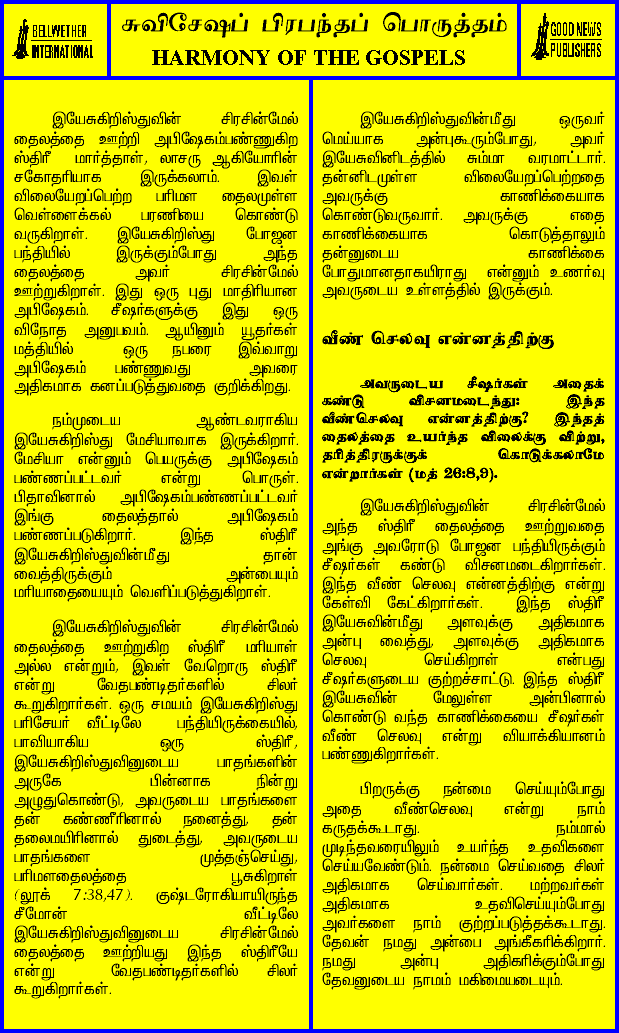 BELLWETHER
INTERNATIONAL
சுவிசேஷப் பிரபந்தப் பொருத்தம்
HARMONY OF THE GOSPELS
GOOD NEWS
PUBLISHERS
இயேசுகிறிஸ்துவின் சிரசின்மேல்
தைலத்தை ஊற்றி அபிஷேகம்பண்ணுகிற
ஸ்திரீ மார்த்தாள், லாசரு ஆகியோரின்
சகோதரியாக இருக்கலாம். இவள்
விலையேறப்பெற்ற பரிமள தைலமுள்ள
வெள்ளைக்கல் பரணியை கொண்டு
வருகிறாள். இயேசுகிறிஸ்து போஜன
பந்தியில் இருக்கும்போது அந்த
தைலத்தை அவர் சிரசின்மேல்
ஊற்றுகிறாள். இது ஒரு புது மாதிரியான
அபிஷேகம். சீஷர்களுக்கு இது ஒரு
விநோத அனுபவம். ஆயினும் யூதர்கள்
மத்தியில் ஒரு நபரை இவ்வாறு
அபிஷேகம் பண்ணுவது அவரை
அதிகமாக கனப்படுத்துவதை குறிக்கிறது.
நம்முடைய ஆண்டவராகிய
இயேசுகிறிஸ்து மேசியாவாக இருக்கிறார்.
மேசியா என்னும் பெயருக்கு அபிஷேகம்
பண்ணப்பட்டவர் என்று பொருள்.
பிதாவினால் அபிஷேகம்பண்ணப்பட்டவர்
இங்கு தைலத்தால் அபிஷேகம்
பண்ணப்படுகிறார். இந்த ஸ்திரீ
இயேசுகிறிஸ்துவின்மீது தான்
வைத்திருக்கும் அன்பையும்
மரியாதையையும் வெளிப்படுத்துகிறாள்.
இயேசுகிறிஸ்துவின் சிரசின்மேல்
தைலத்தை ஊற்றுகிற ஸ்திரீ மரியாள்
அல்ல என்றும், இவள் வேறொரு ஸ்திரீ
என்று வேதபண்டிதர்களில் சிலர்
கூறுகிறார்கள். ஒரு சமயம் இயேசுகிறிஸ்து
பரிசேயர் வீட்டிலே பந்தியிருக்கையில்,
பாவியாகிய ஒரு ஸ்திரீ,
இயேசுகிறிஸ்துவினுடைய பாதங்களின்
அருகே பின்னாக நின்று
அழுதுகொண்டு, அவருடைய பாதங்களை
தன் கண்ணீரினால் நனைத்து, தன்
தலைமயிரினால் துடைத்து, அவருடைய
பாதங்களை முத்தஞ்செய்து,
பரிமளதைலத்தை பூசுகிறாள்
(லூக் 7:38,47). குஷ்டரோகியாயிருந்த
சீமோன் வீட்டிலே
இயேசுகிறிஸ்துவினுடைய சிரசின்மேல்
தைலத்தை ஊற்றியது இந்த ஸ்திரீயே
என்று வேதபண்டிதர்களில் சிலர்
கூறுகிறார்கள்.
இயேசுகிறிஸ்துவின்மீது ஒருவர்
மெய்யாக அன்புகூரும்போது, அவர்
இயேசுவினிடத்தில் சும்மா வரமாட்டார்.
தன்னிடமுள்ள விலையேறப்பெற்றதை
அவருக்கு காணிக்கையாக
கொண்டுவருவார். அவருக்கு எதை
காணிக்கையாக கொடுத்தாலும்
தன்னுடைய காணிக்கை
போதுமானதாகயிராது என்னும் உணர்வு
அவருடைய உள்ளத்தில் இருக்கும்.
வீண் செலவு என்னத்திற்கு
அவருடைய சீஷர்கள் அதைக்
கண்டு விசனமடைந்து: இந்த
வீண்செலவு என்னத்திற்கு? இந்தத்
தைலத்தை உயர்ந்த விலைக்கு விற்று,
தரித்திரருக்குக் கொடுக்கலாமே
என்றார்கள் (மத் 26:8,9).
இயேசுகிறிஸ்துவின் சிரசின்மேல்
அந்த ஸ்திரீ தைலத்தை ஊற்றுவதை
அங்கு அவரோடு போஜன பந்தியிருக்கும்
சீஷர்கள் கண்டு விசனமடைகிறார்கள்.
இந்த வீண் செலவு என்னத்திற்கு என்று
கேள்வி கேட்கிறார்கள். இந்த ஸ்திரீ
இயேசுவின்மீது அளவுக்கு அதிகமாக
அன்பு வைத்து, அளவுக்கு அதிகமாக
செலவு செய்கிறாள் என்பது
சீஷர்களுடைய குற்றச்சாட்டு. இந்த ஸ்திரீ
இயேசுவின் மேலுள்ள அன்பினால்
கொண்டு வந்த காணிக்கையை சீஷர்கள்
வீண் செலவு என்று வியாக்கியானம்
பண்ணுகிறார்கள்.
பிறருக்கு நன்மை செய்யும்போது
அதை வீண்செலவு என்று நாம்
கருதக்கூடாது. நம்மால்
முடிந்தவரையிலும் உயர்ந்த உதவிகளை
செய்யவேண்டும். நன்மை செய்வதை சிலர்
அதிகமாக செய்வார்கள். மற்றவர்கள்
அதிகமாக உதவிசெய்யும்போது
அவர்களை நாம் குற்றப்படுத்தக்கூடாது.
தேவன் நமது அன்பை அங்கீகரிக்கிறார்.
நமது அன்பு அதிகரிக்கும்போது
தேவனுடைய நாமம் மகிமையடையும்.